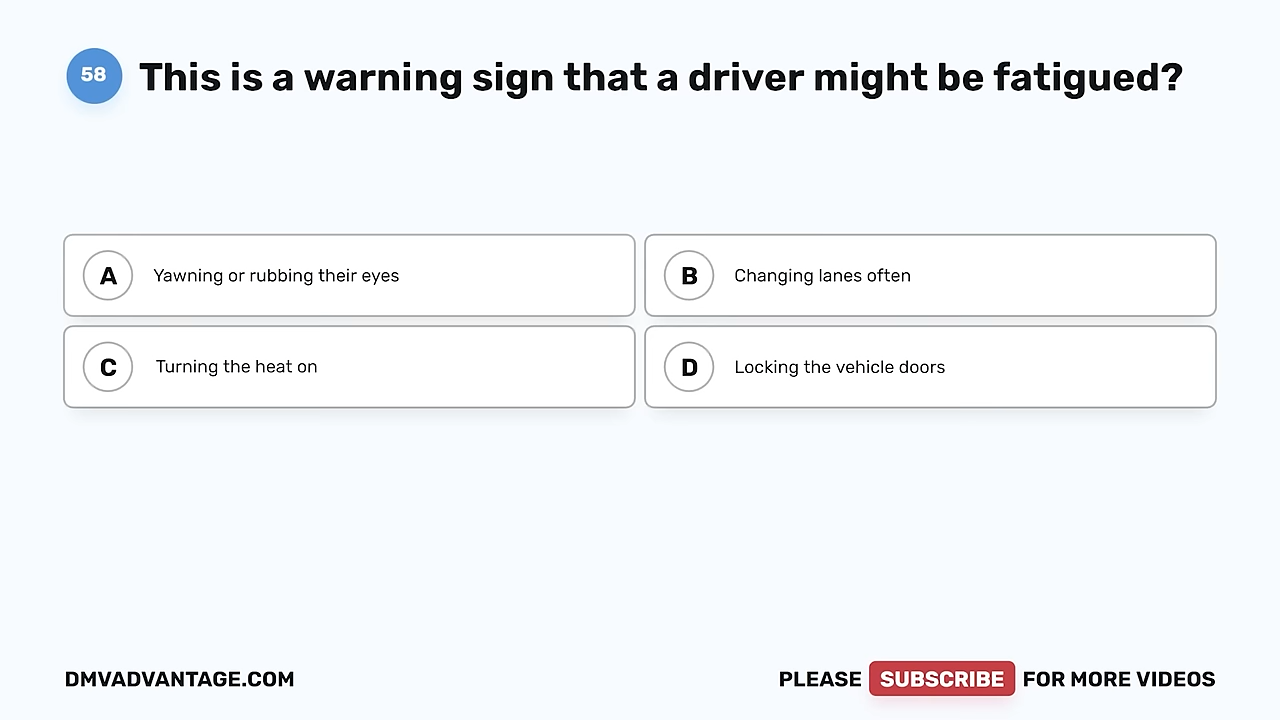 58 This is a warning sign that a driver might be fatigued?
A Yawning or rubbing their eyes
B Changing lanes often
C Turning the heat on
D Locking the vehicle doors
DMVADVANTAGE.COM
PLEASE SUBSCRIBE FOR MORE VIDEOS